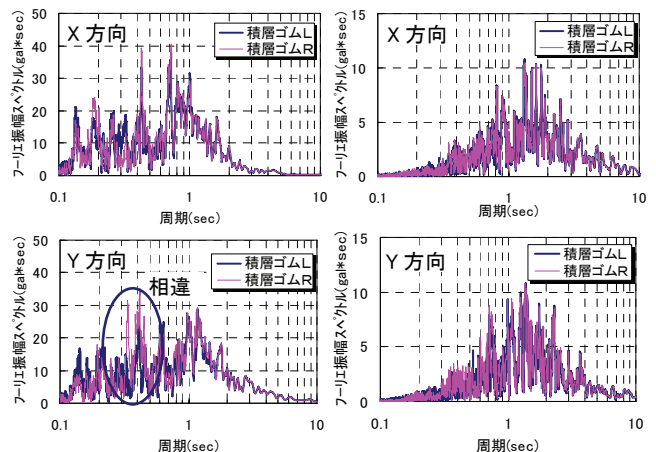 X 方向
積層ゴムL
積層ゴムR
フーリエ振幅スペクトル(gal*sec)
50
40
30
20
10
0
0.1
1
10
周期(sec)
X 方向
積層ゴムL
積層ゴムR
フーリエ振幅スペクトル(gal*sec)
15
10
5
0
0.1
1
10
周期(sec)
Y 方向
積層ゴムL
積層ゴムR
相違
フーリエ振幅スペクトル(gal*sec)
50
40
30
20
10
0
0.1
1
10
周期(sec)
Y 方向
積層ゴムL
積層ゴムR
フーリエ振幅スペクトル(gal*sec)
15
10
5
0
0.1
1
10
周期(sec)